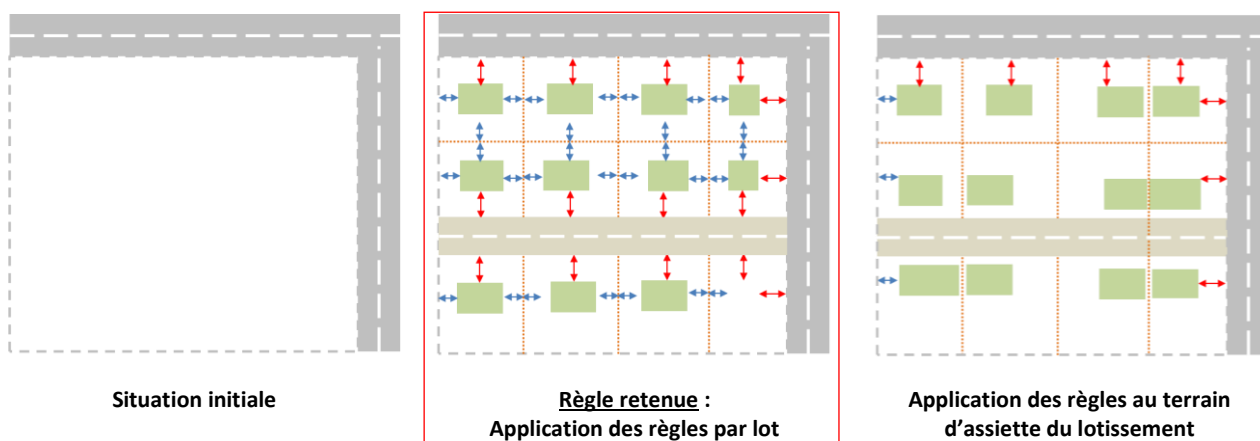 Situation initiale
Règle retenue :
Application des règles par lot
Application des règles au terrain
d'assiette du lotissement